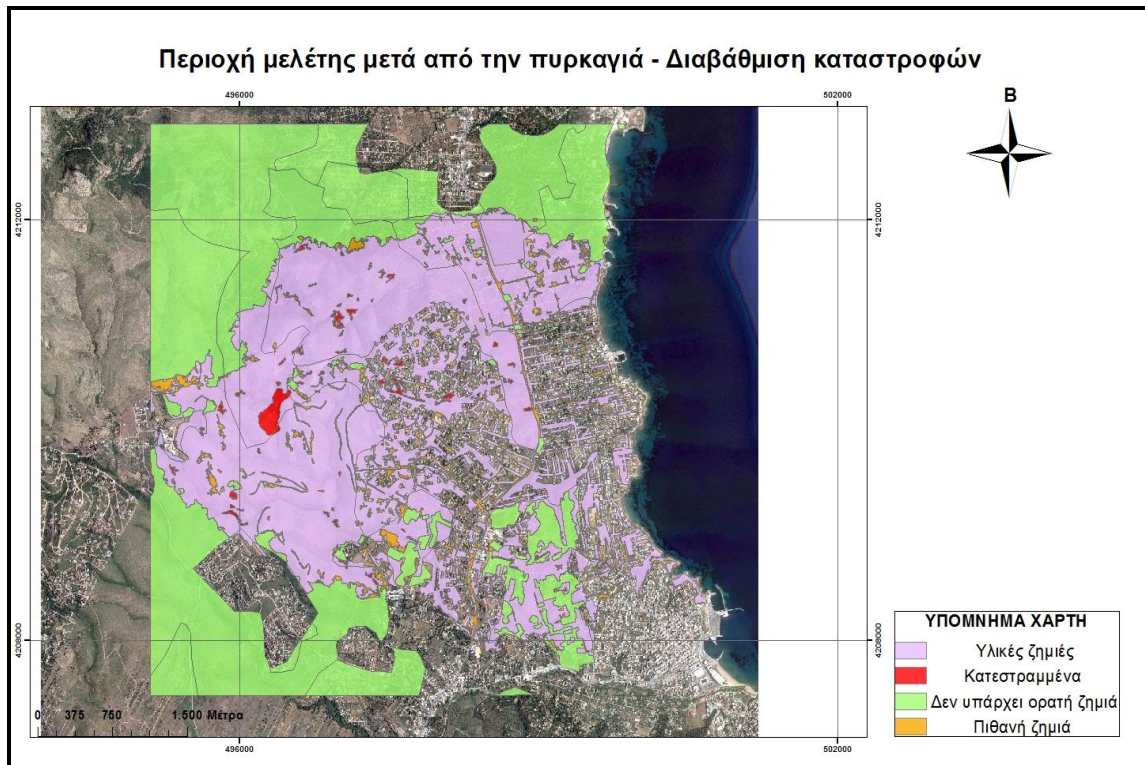 Περιοχή μελέτης μετά από την πυρκαγιά - Διαβάθμιση καταστροφών
496000
502000
Β
4212000
4212000
4208000
4208000
ΥΠΟΜΝΗΜΑ ΧΑΡΤΗ
Υλικές ζημιές
Κατεστραμμένα
Δεν υπάρχει ορατή ζημιά
Πιθανή ζημιά
0 375 750 1.500 Μέτρα
496000
502000